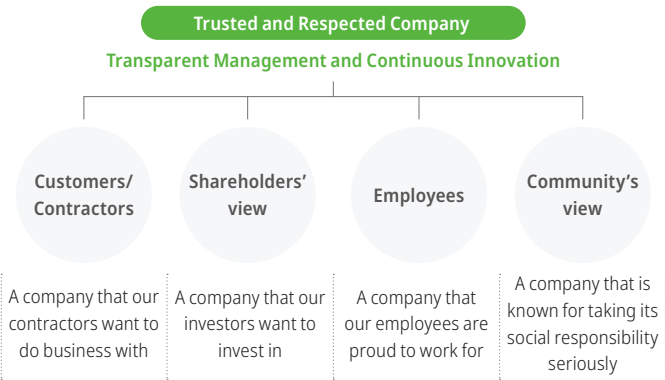 Trusted and Respected Company
Transparent Management and Continuous Innovation
Customers/
Contractors
Shareholders’
view
Employees
Community’s
view
A company that our
contractors want to
do business with
A company that our
investors want to
invest in
A company that
our employees are
proud to work for
A company that is
known for taking its
social responsibility
seriously